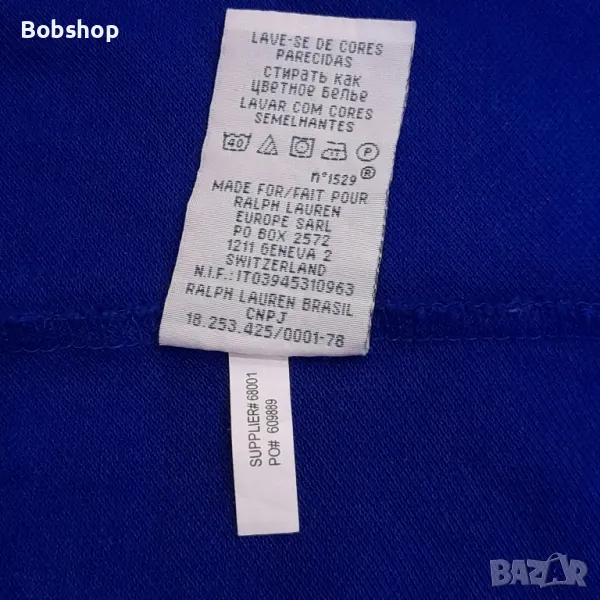 Bobshop
LAVE-SE DE CORES
PARECIDAS
СТИРАТЬ КАК
ЦВЕТНОЕ БЕЛЬЕ
LAVAR COM CORES
SEMELHANTES
40 P
n°1529 ®
MADE FOR/FAIT POUR
RALPH LAUREN
EUROPE SARL
PO BOX 2572
1211 GENEVA 2
SWITZERLAND
N.I.F.:IT03945310963
RALPH LAUREN BRASIL
CNPJ
18.253.425/0001-78
SUPPLIER# 68001
PO# 609889
BAZAR